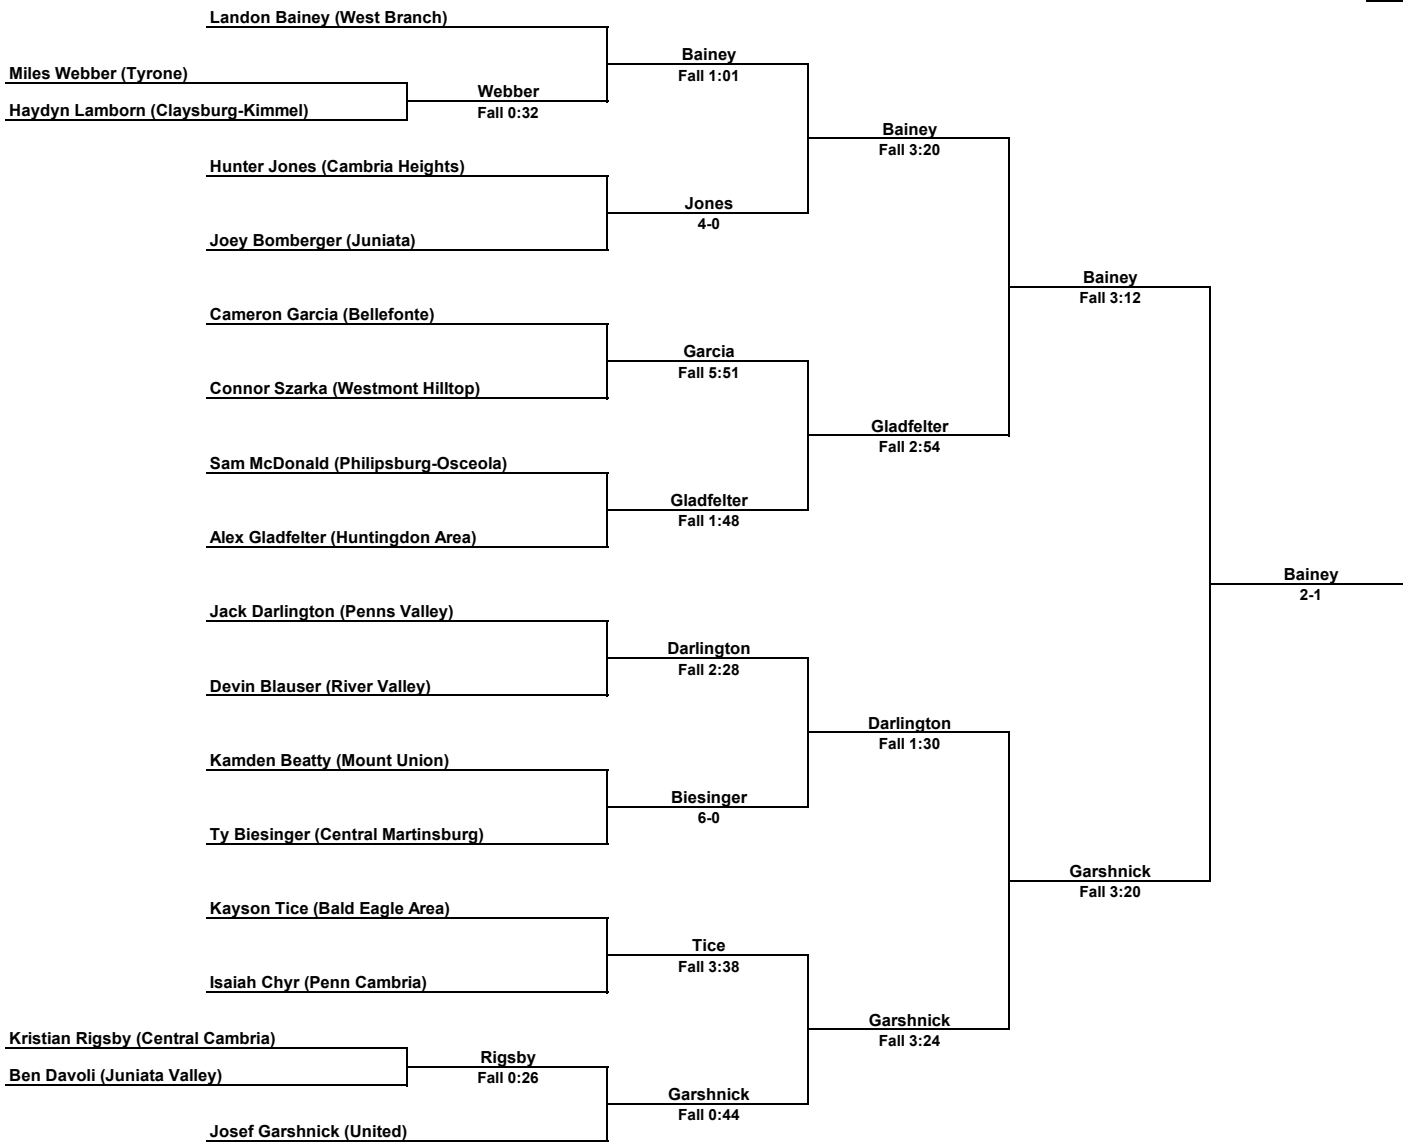 Landon Bainey (West Branch)
Bainey
Fall 1:01
Miles Webber (Tyrone)
Webber
Fall 0:32
Haydyn Lamborn (Claysburg-Kimmel)
Bainey
Fall 3:20
Hunter Jones (Cambria Heights)
Jones
4-0
Joey Bomberger (Juniata)
Bainey
Fall 3:12
Cameron Garcia (Bellefonte)
Garcia
Fall 5:51
Connor Szarka (Westmont Hilltop)
Gladfelter
Fall 2:54
Sam McDonald (Philipsburg-Osceola)
Gladfelter
Fall 1:48
Alex Gladfelter (Huntingdon Area)
Bainey
2-1
Jack Darlington (Penns Valley)
Darlington
Fall 2:28
Devin Blauser (River Valley)
Darlington
Fall 1:30
Kamden Beatty (Mount Union)
Biesinger
6-0
Ty Biesinger (Central Martinsburg)
Garshnick
Fall 3:20
Kayson Tice (Bald Eagle Area)
Tice
Fall 3:38
Isaiah Chyr (Penn Cambria)
Garshnick
Fall 3:24
Kristian Rigsby (Central Cambria)
Rigsby
Fall 0:26
Ben Davoli (Juniata Valley)
Garshnick
Fall 0:44
Josef Garshnick (United)